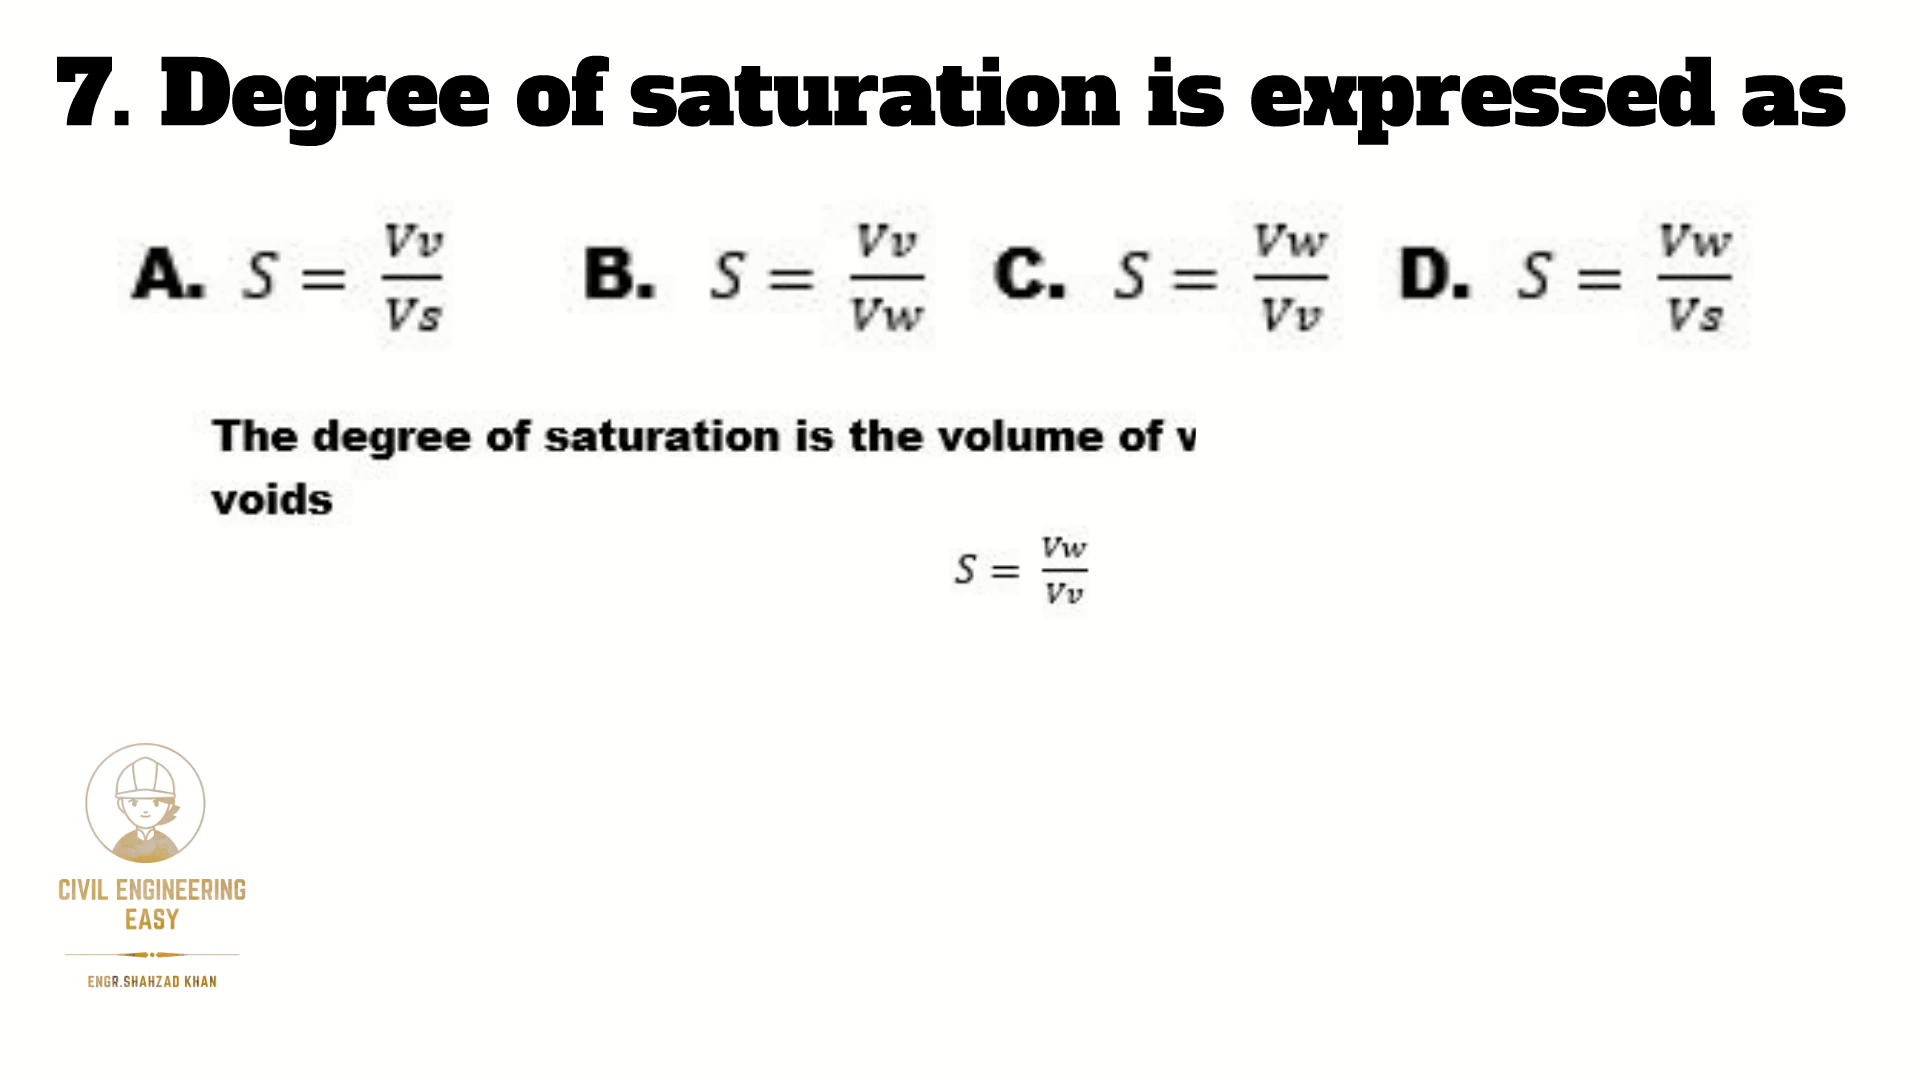 7. Degree of saturation is expressed as
A. S = Vv/Vs B. S = Vv/Vw C. S = Vw/Vv D. S = Vw/Vs
The degree of saturation is the volume of
voids
S = Vw/Vv
CIVIL ENGINEERING
EASY
ENGR.SHAHZAD KHAN